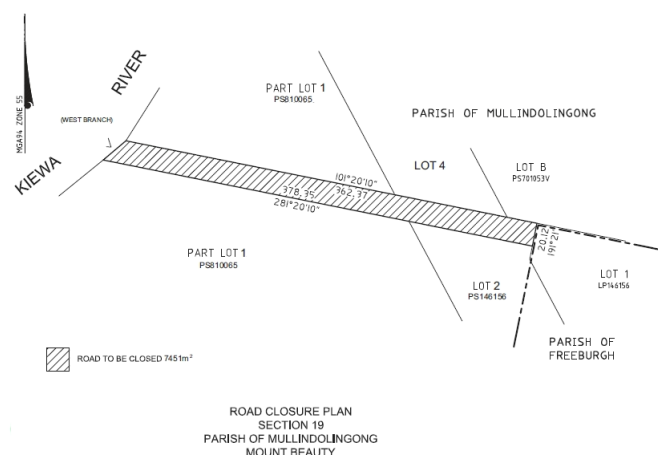 MGA94 ZONE 55
RIVER
(WEST BRANCH)
KIEWA
PART LOT 1
PS810065
PARISH OF MULLINDOLINGONG
LOT 4
LOT B
PS701053V
101°20'10"
378.35
362.37
281°20'10"
20.12
191°21'
PART LOT 1
PS810065
LOT 2
PS146156
LOT 1
LP146156
PARISH OF
FREEBURGH
ROAD TO BE CLOSED 7451m²
ROAD CLOSURE PLAN
SECTION 19
PARISH OF MULLINDOLINGONG
MOUNT BEAUTY